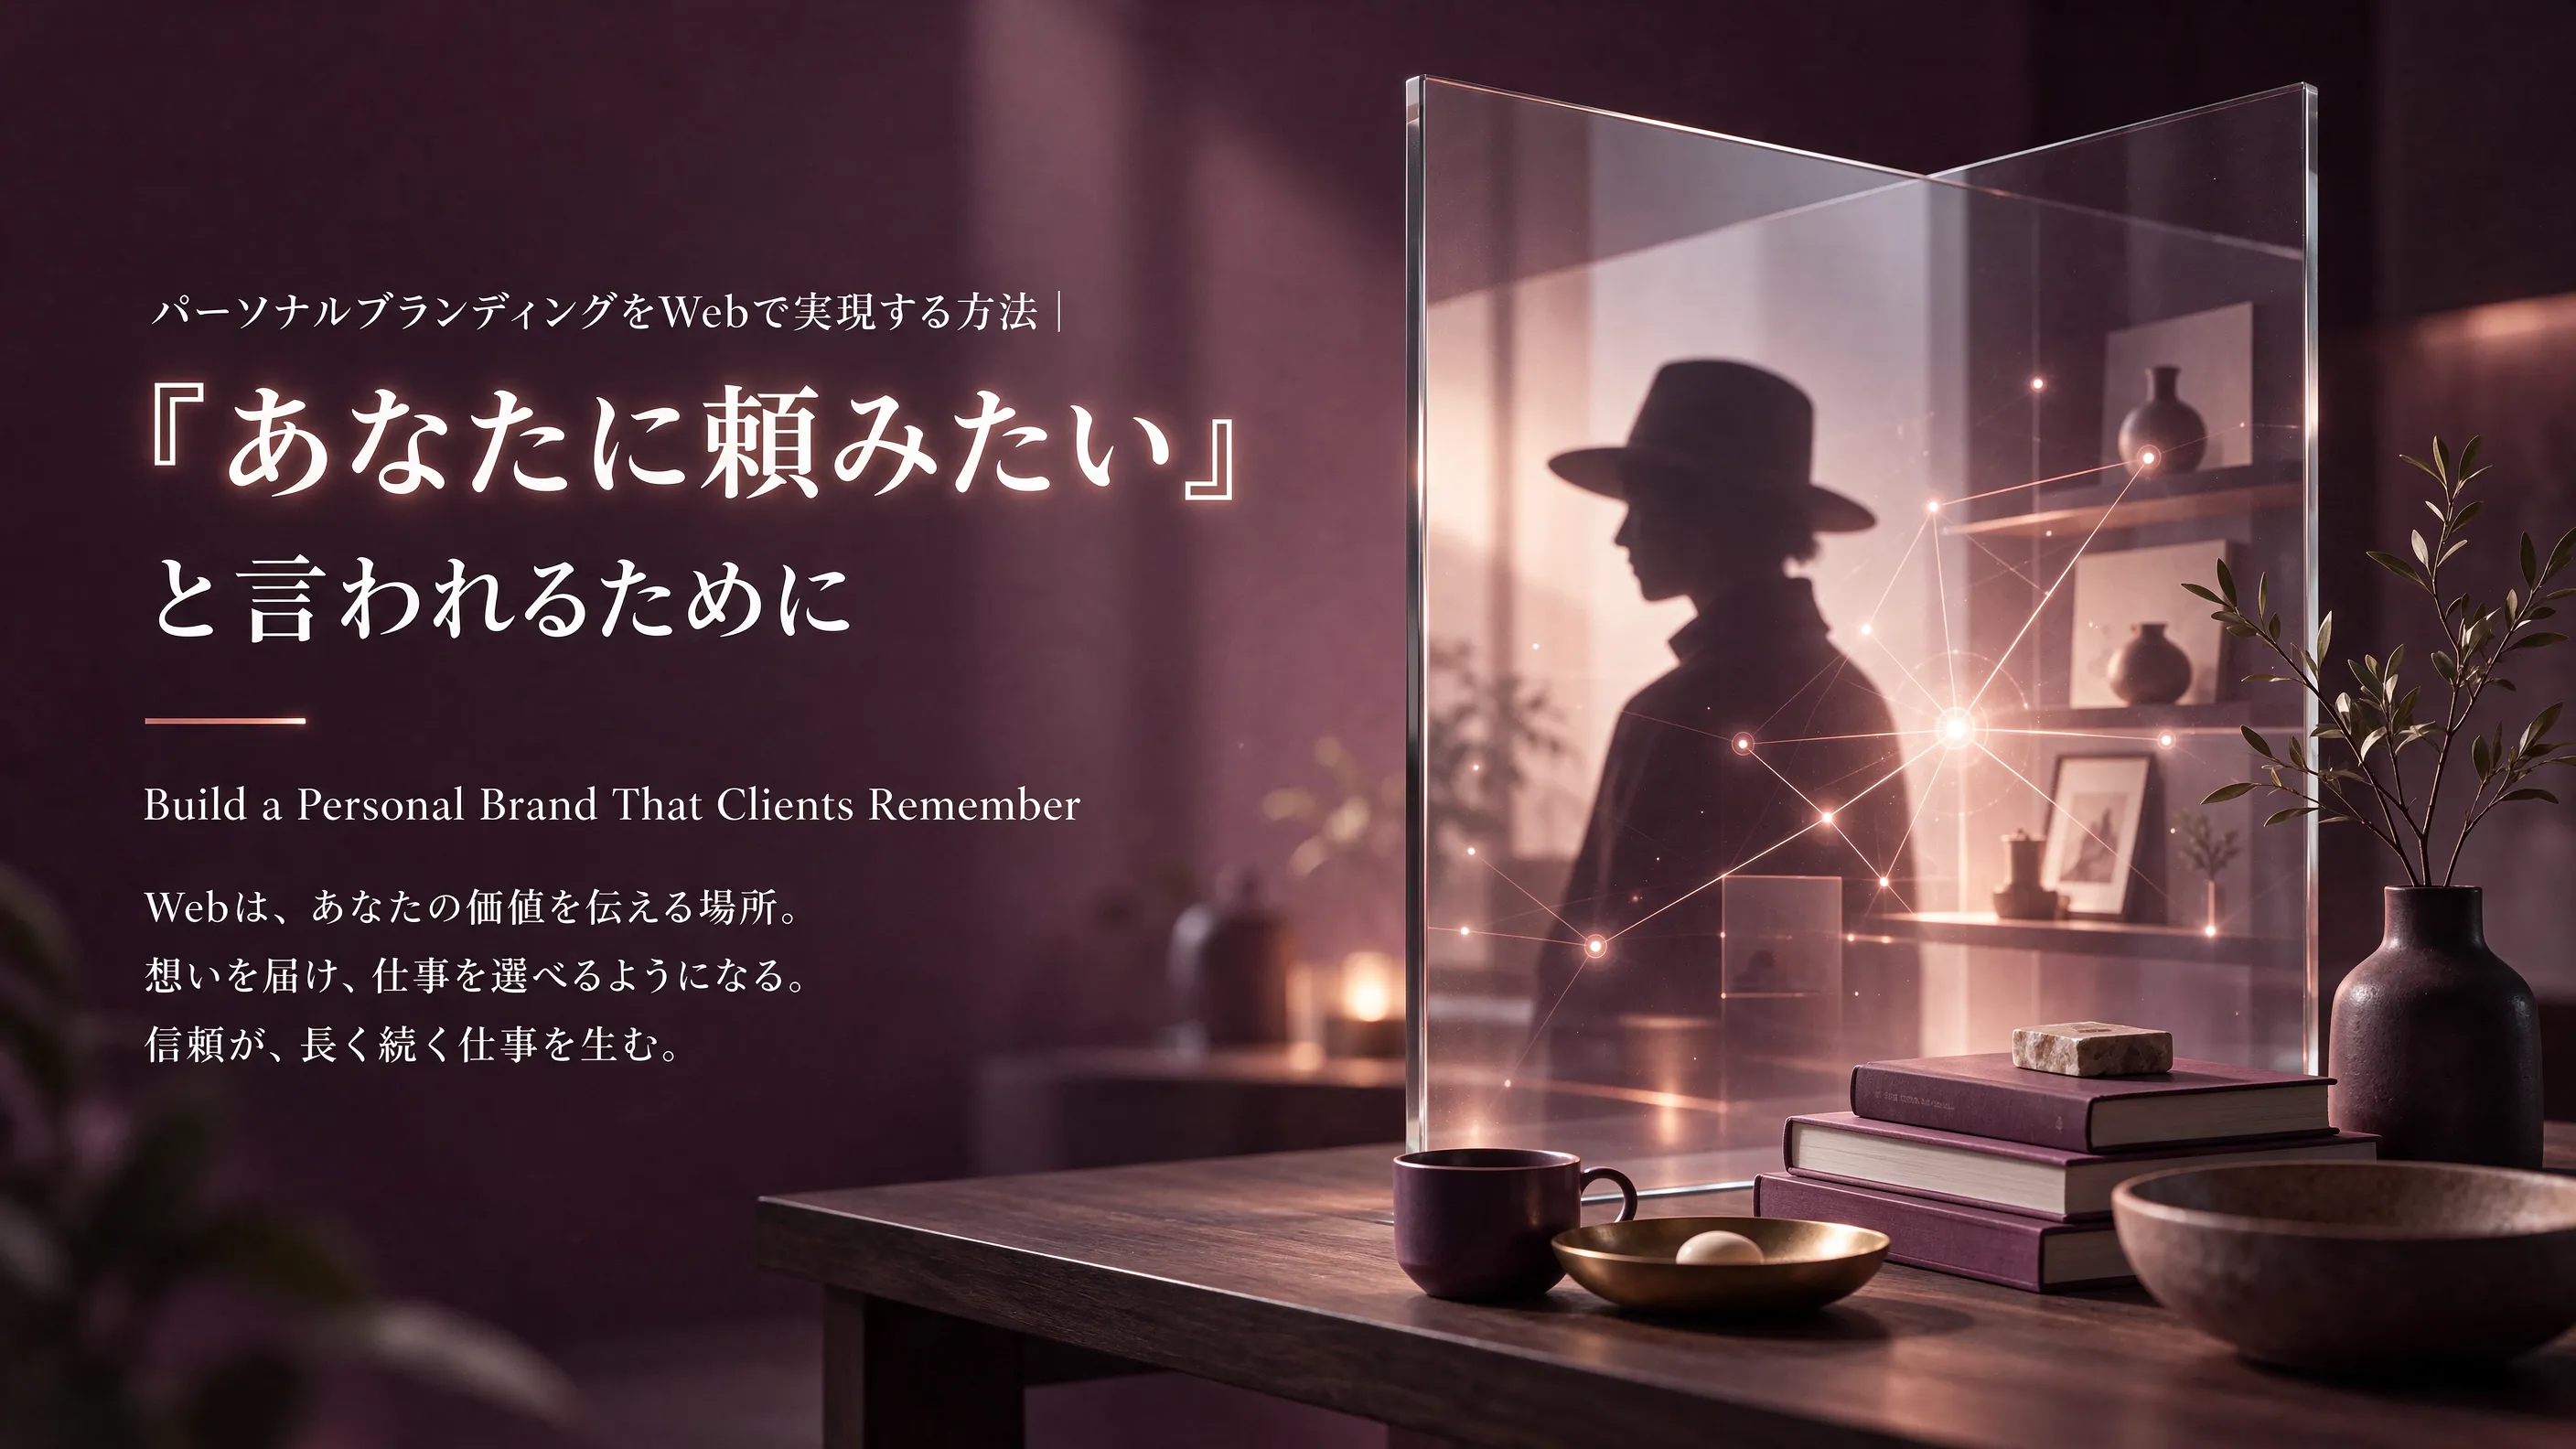 パーソナルブランディングをWebで実現する方法｜
『あなたに頼みたい』
と言われるために
Build a Personal Brand That Clients Remember
Webは、あなたの価値を伝える場所。
想いを届け、仕事を選べるようになる。
信頼が、長く続く仕事を生む。